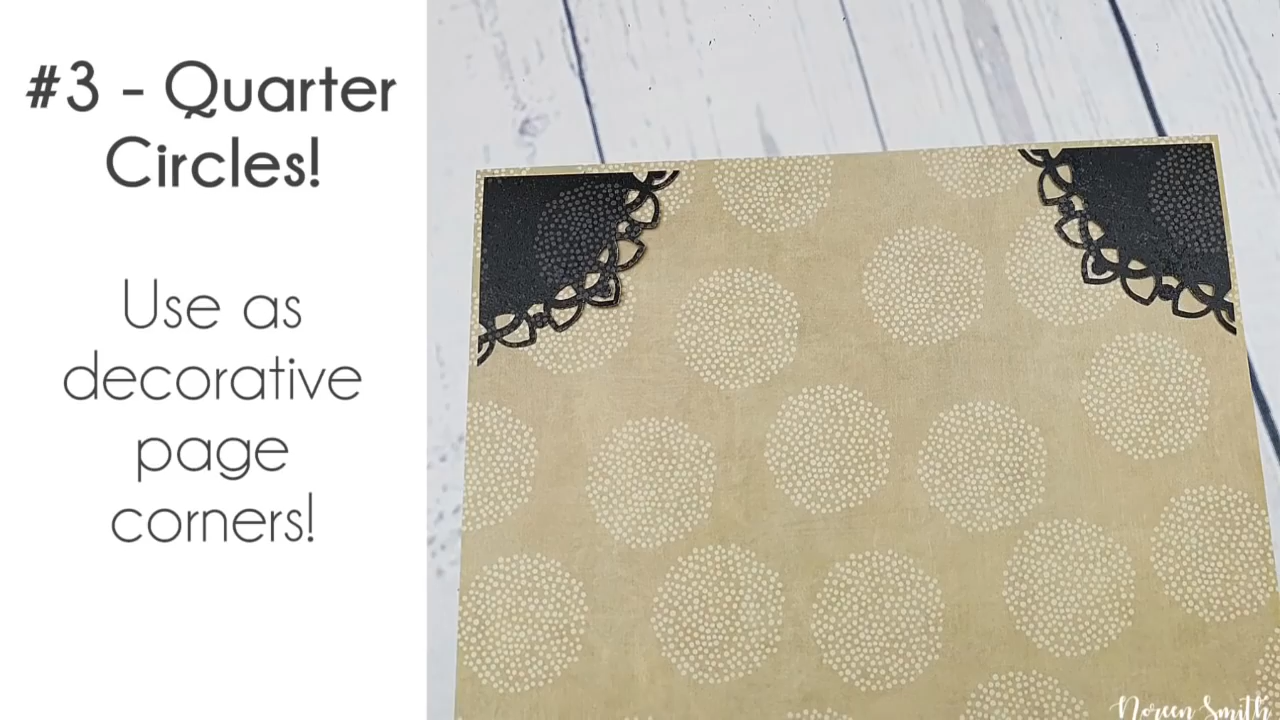 #3 - Quarter
Circles!
Use as
decorative
page
corners!
Noreen Smith